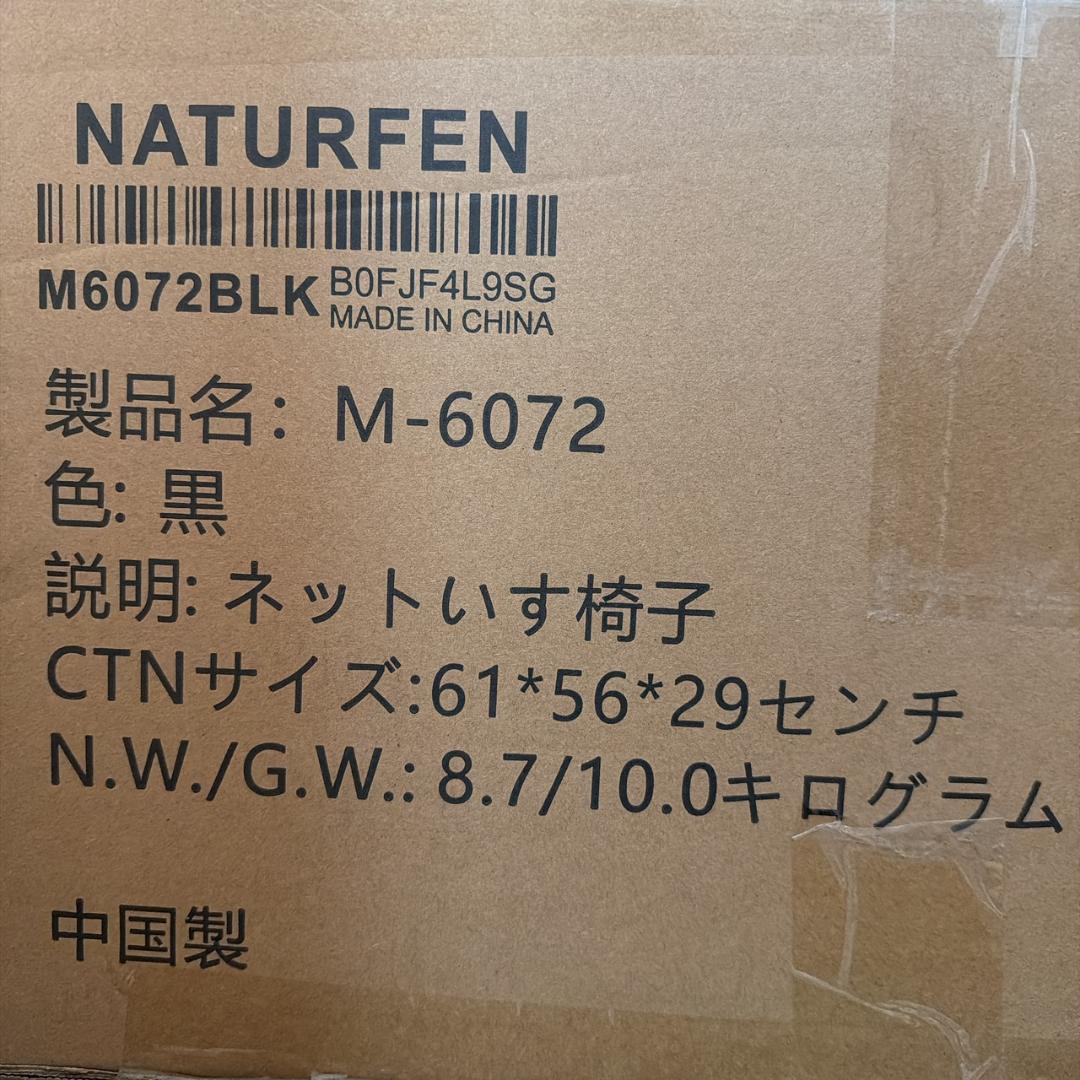 NATURFEN
M6072BLK B0FJF4L9SG
MADE IN CHINA
製品名: M-6072
色: 黒
説明: ネットいす椅子
CTNサイズ:61*56*29センチ
N.W./G.W.: 8.7/10.0キログラム
中国製